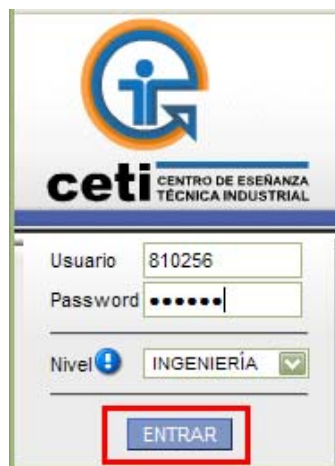 ceti CENTRO DE ESEÑANZA
TÉCNICA INDUSTRIAL
Usuario 810256
Password ●●●●●●
Nivel INGENIERÍA
ENTRAR